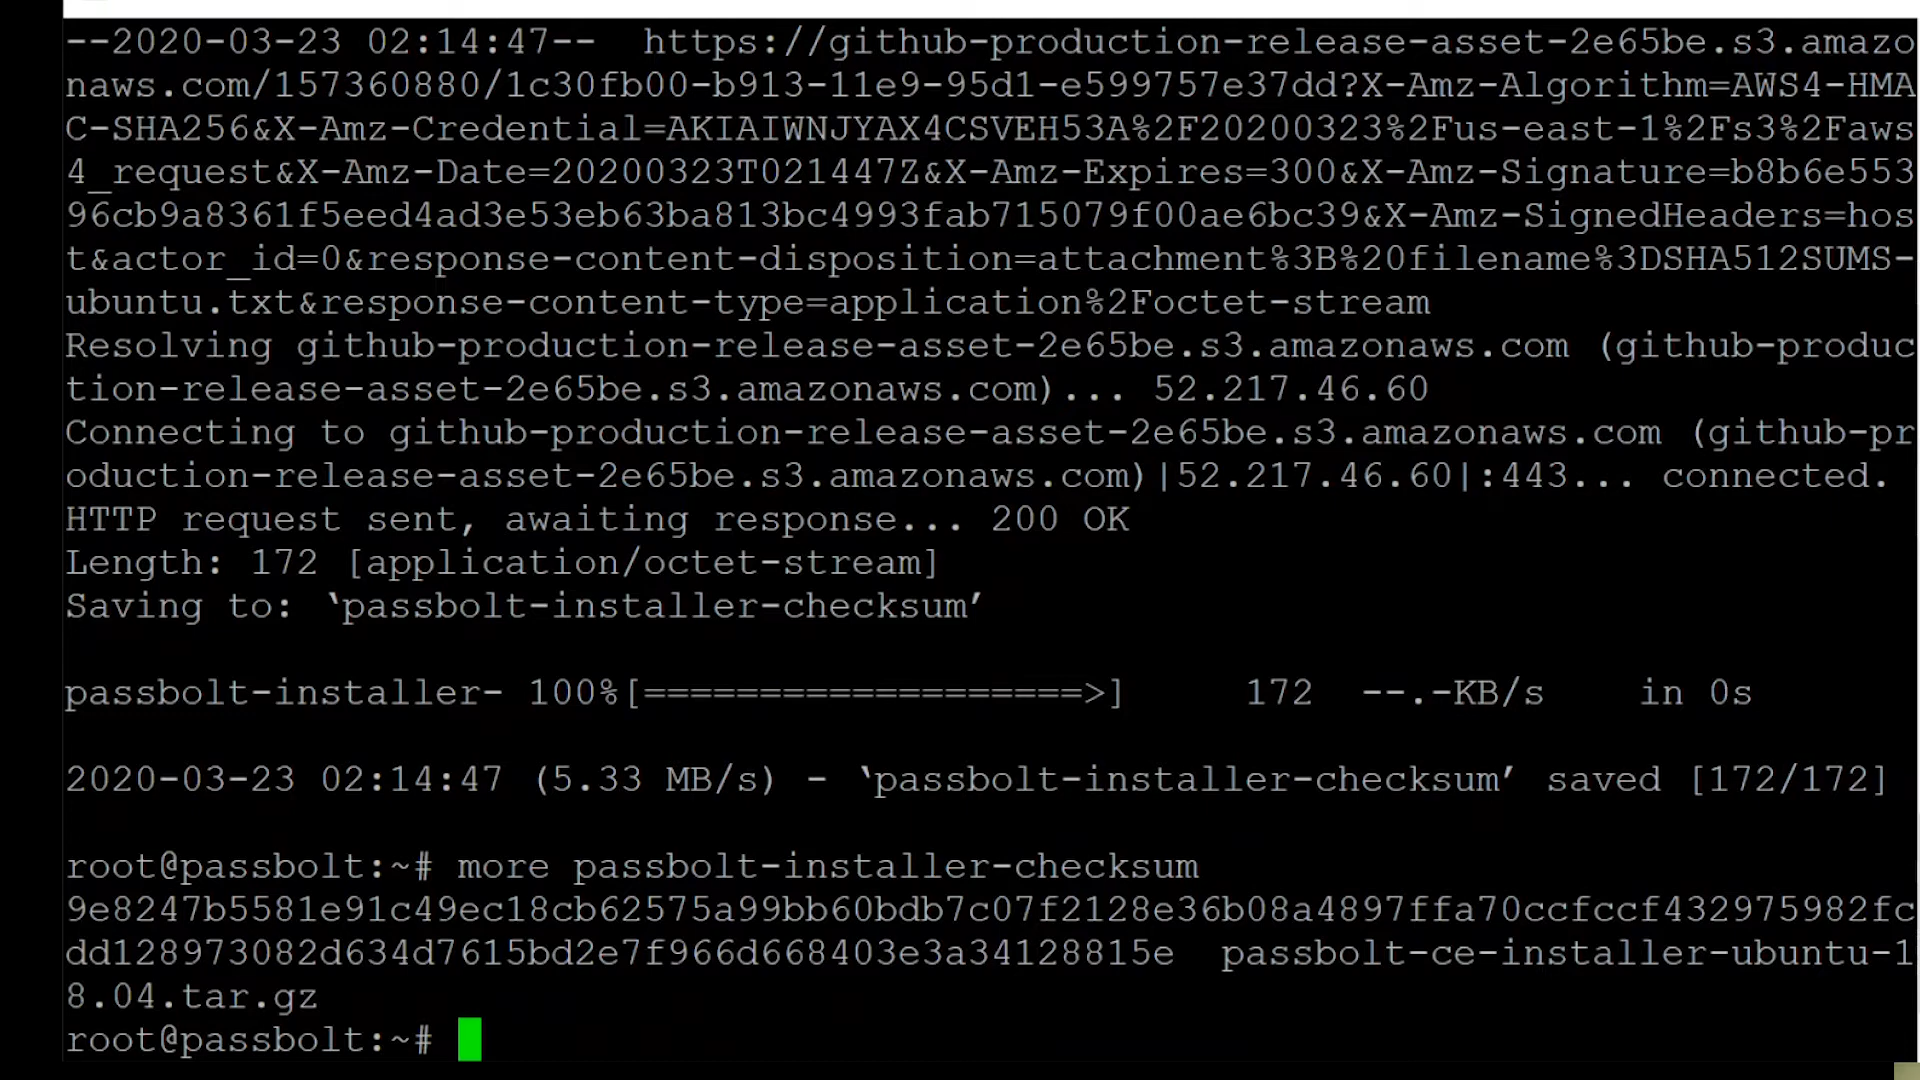 --2020-03-23 02:14:47--  https://github-production-release-asset-2e65be.s3.amazo
naws.com/157360880/1c30fb00-b913-11e9-95d1-e599757e37dd?X-Amz-Algorithm=AWS4-HMA
C-SHA256&X-Amz-Credential=AKIAIWNJYAX4CSVEH53A%2F20200323%2Fus-east-1%2Fs3%2Faws
4_request&X-Amz-Date=20200323T021447Z&X-Amz-Expires=300&X-Amz-Signature=b8b6e553
96cb9a8361f5eed4ad3e53eb63ba813bc4993fab715079f00ae6bc39&X-Amz-SignedHeaders=hos
t&actor_id=0&response-content-disposition=attachment%3B%20filename%3DSHA512SUMS-
ubuntu.txt&response-content-type=application%2Foctet-stream
Resolving github-production-release-asset-2e65be.s3.amazonaws.com (github-produc
tion-release-asset-2e65be.s3.amazonaws.com)... 52.217.46.60
Connecting to github-production-release-asset-2e65be.s3.amazonaws.com (github-pr
oduction-release-asset-2e65be.s3.amazonaws.com)|52.217.46.60|:443... connected.
HTTP request sent, awaiting response... 200 OK
Length: 172 [application/octet-stream]
Saving to: ‘passbolt-installer-checksum’
passbolt-installer- 100%[===================>]     172  --.-KB/s    in 0s
2020-03-23 02:14:47 (5.33 MB/s) - ‘passbolt-installer-checksum’ saved [172/172]
root@passbolt:~# more passbolt-installer-checksum
9e8247b5581e91c49ec18cb62575a99bb60bdb7c07f2128e36b08a4897ffa70ccfccf432975982fc
dd128973082d634d7615bd2e7f966d668403e3a34128815e  passbolt-ce-installer-ubuntu-1
8.04.tar.gz
root@passbolt:~#